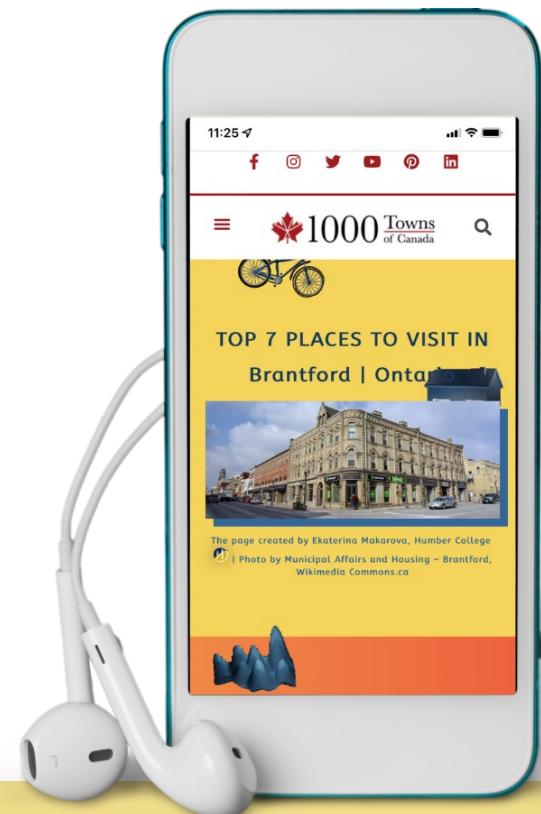 11:25
1000 Towns
of Canada
TOP 7 PLACES TO VISIT IN
Brantford | Ontario
The page created by Ekaterina Makarova, Humber College
| Photo by Municipal Affairs and Housing – Brantford,
Wikimedia Commons.ca
L